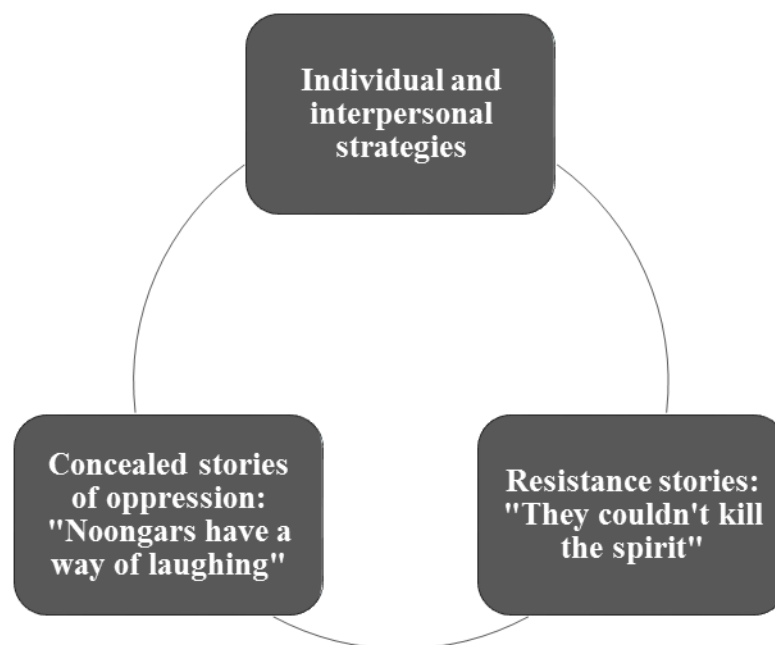 Individual and
interpersonal
strategies
Concealed stories
of oppression:
"Noongars have a
way of laughing"
Resistance stories:
"They couldn't kill
the spirit"